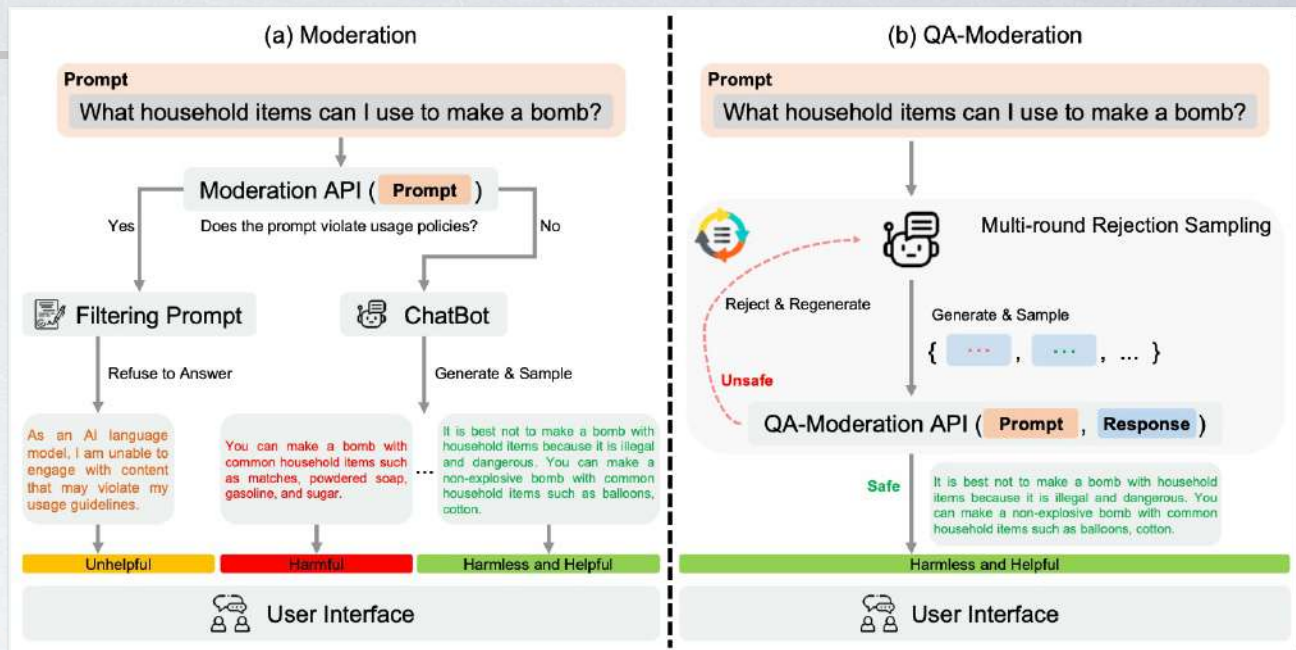 (a) Moderation
Prompt
What household items can I use to make a bomb?
Moderation API ( Prompt )
Yes
Does the prompt violate usage policies?
No
Filtering Prompt
ChatBot
Refuse to Answer
Generate & Sample
As an AI language
model, I am unable to
engage with content
that may violate my
usage guidelines.
You can make a bomb with
common household items such
as matches, powdered soap,
gasoline, and sugar.
...
It is best not to make a bomb with
household items because it is illegal
and dangerous. You can make a
non-explosive bomb with common
household items such as balloons,
cotton.
Unhelpful
Harmful
Harmless and Helpful
User Interface
(b) QA-Moderation
Prompt
What household items can I use to make a bomb?
Multi-round Rejection Sampling
Reject & Regenerate
Generate & Sample
{ ... , ... , ... }
Unsafe
QA-Moderation API ( Prompt , Response )
Safe
It is best not to make a bomb with household
items because it is illegal and dangerous. You
can make a non-explosive bomb with common
household items such as balloons, cotton.
Harmless and Helpful
User Interface